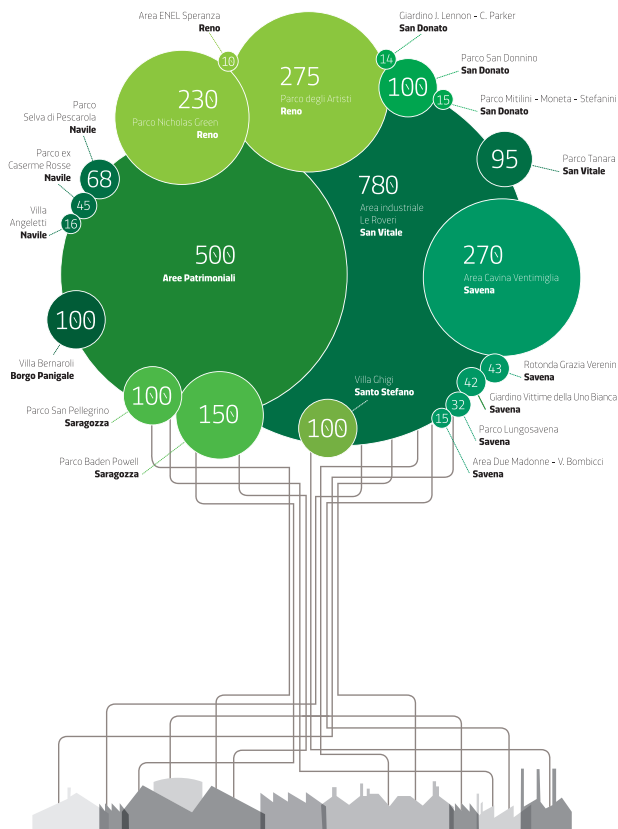 Area ENEL Speranza
Reno
10
275
Parco degli Artisti
Reno
Giardino J. Lennon - C. Parker
San Donato
14
Parco San Donnino
San Donato
100
Parco Mitilini - Moneta - Stefanini
San Donato
15
230
Parco Nicholas Green
Reno
Parco
Selva di Pescarola
Navile
68
Parco ex
Caserme Rosse
Navile
45
Villa
Angeletti
Navile
16
95
Parco Tanara
San Vitale
780
Area industriale
Le Roveri
San Vitale
500
Aree Patrimoniali
270
Area Cavina Ventimiglia
Savena
100
Villa Bernaroli
Borgo Panigale
100
Parco San Pellegrino
Saragozza
150
Parco Baden Powell
Saragozza
Villa Ghigi
Santo Stefano
100
43
Rotonda Grazia Verenin
Savena
42
Giardino Vittime della Uno Bianca
Savena
32
Parco Lungosavena
Savena
15
Area Due Madonne - V. Bombicci
Savena